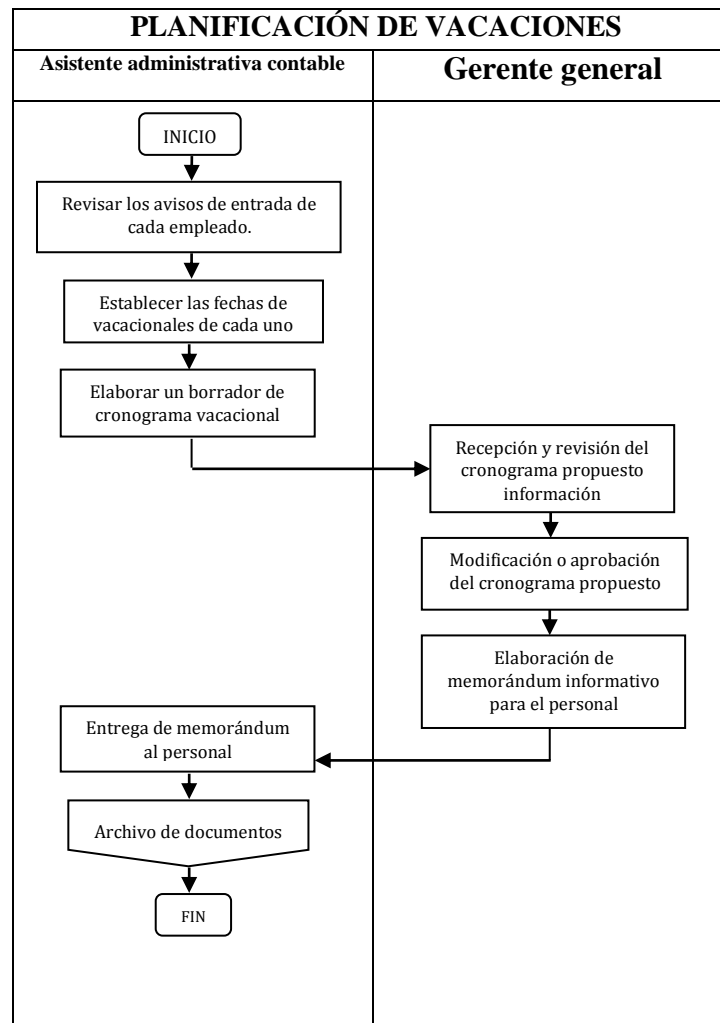 PLANIFICACIÓN DE VACACIONES
Asistente administrativa contable
Gerente general
INICIO
Revisar los avisos de entrada de
cada empleado.
Establecer las fechas de
vacacionales de cada uno
Elaborar un borrador de
cronograma vacacional
Recepción y revisión del
cronograma propuesto
información
Modificación o aprobación
del cronograma propuesto
Elaboración de
memorándum informativo
para el personal
Entrega de memorándum
al personal
Archivo de documentos
FIN